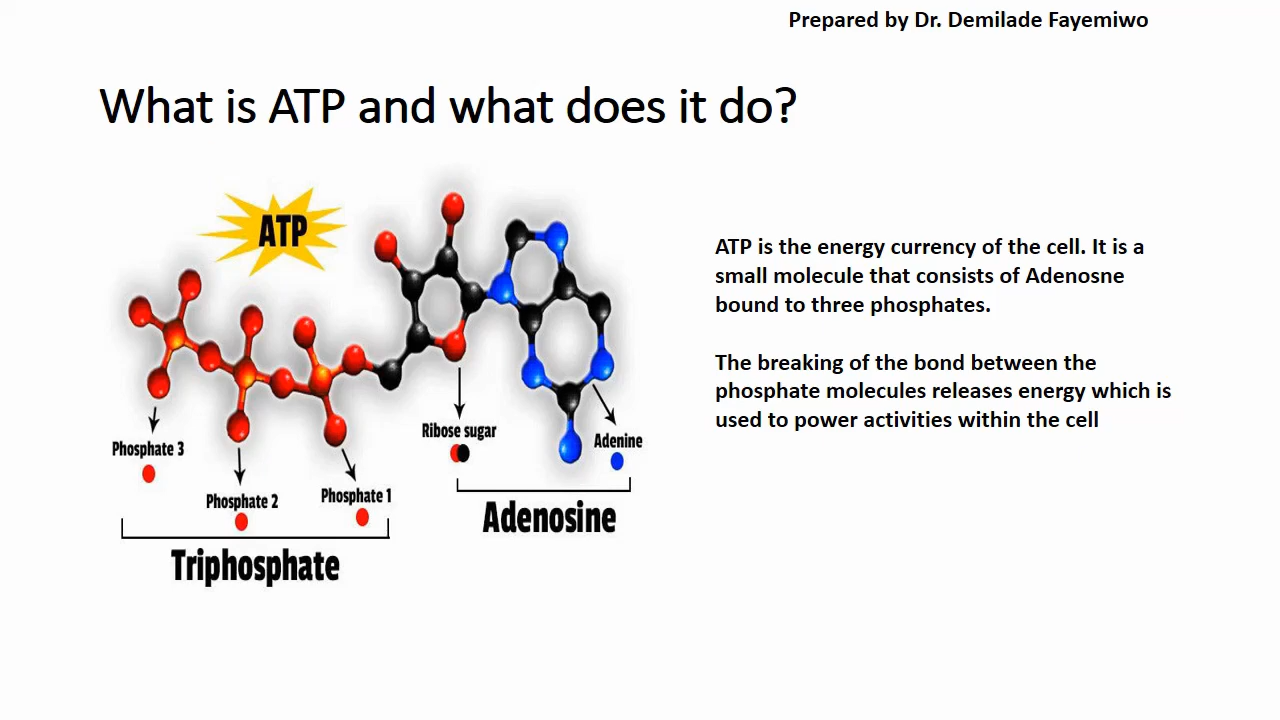 Prepared by Dr. Demilade Fayemiwo
What is ATP and what does it do?
ATP
Phosphate 3
Phosphate 2
Phosphate 1
Triphosphate
Ribose sugar
Adenine
Adenosine
ATP is the energy currency of the cell. It is a
small molecule that consists of Adenosne
bound to three phosphates.
The breaking of the bond between the
phosphate molecules releases energy which is
used to power activities within the cell